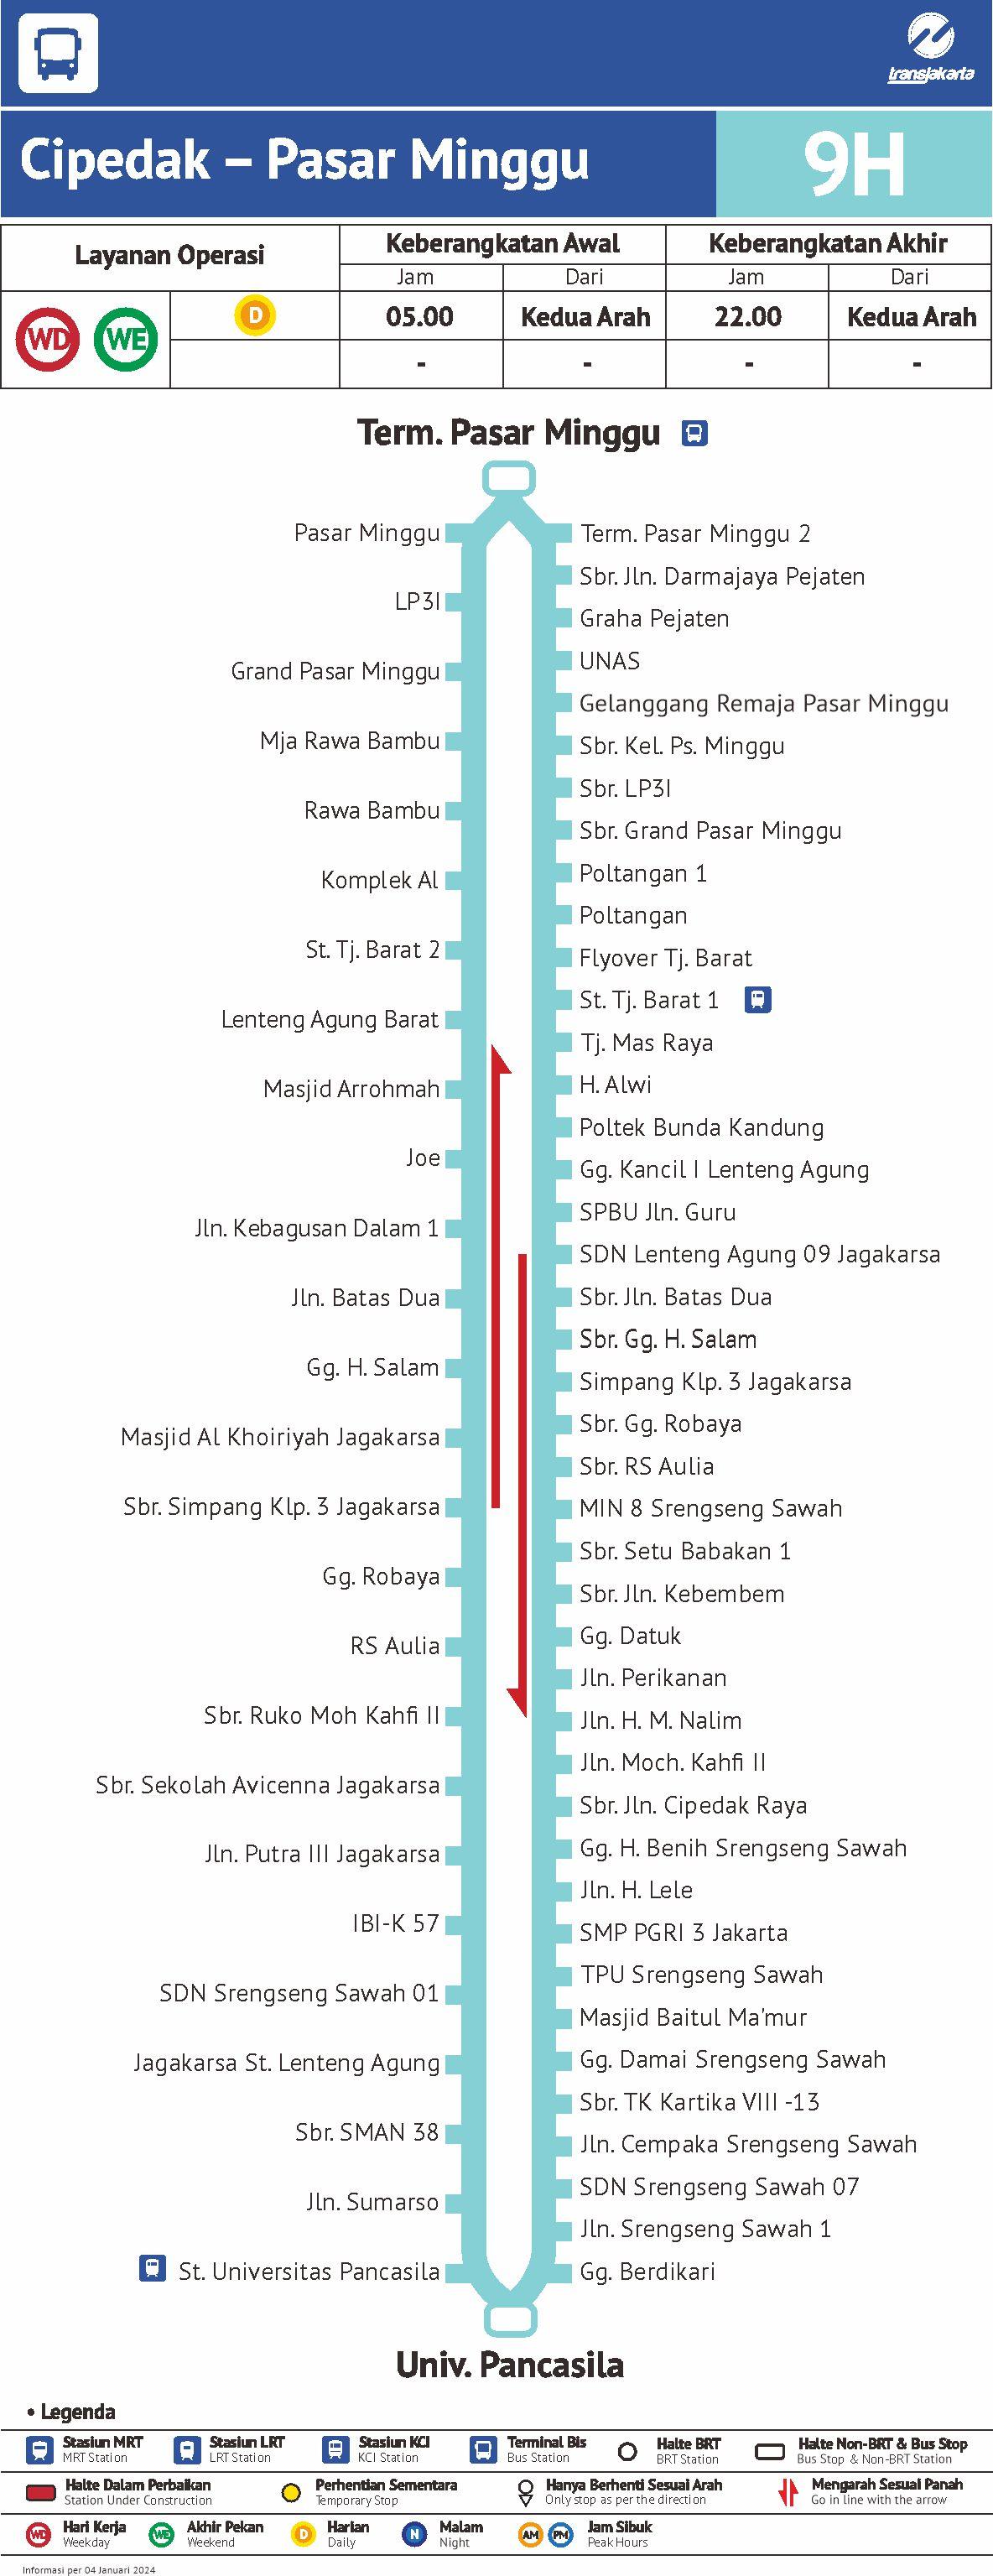 transjakarta
Cipedak – Pasar Minggu
9H
Layanan Operasi
Keberangkatan Awal
Keberangkatan Akhir
Jam
Dari
Jam
Dari
WD
WE
D
05.00
Kedua Arah
22.00
Kedua Arah
-
-
-
-
Term. Pasar Minggu
Pasar Minggu
LP3I
Grand Pasar Minggu
Mja Rawa Bambu
Rawa Bambu
Komplek Al
St. Tj. Barat 2
Lenteng Agung Barat
Masjid Arrohmah
Joe
Jln. Kebagusan Dalam 1
Jln. Batas Dua
Gg. H. Salam
Masjid Al Khoiriyah Jagakarsa
Sbr. Simpang Klp. 3 Jagakarsa
Gg. Robaya
RS Aulia
Sbr. Ruko Moh Kahfi II
Sbr. Sekolah Avicenna Jagakarsa
Jln. Putra III Jagakarsa
IBI-K 57
SDN Srengseng Sawah 01
Jagakarsa St. Lenteng Agung
Sbr. SMAN 38
Jln. Sumarso
St. Universitas Pancasila
Term. Pasar Minggu 2
Sbr. Jln. Darmajaya Pejaten
Graha Pejaten
UNAS
Gelanggang Remaja Pasar Minggu
Sbr. Kel. Ps. Minggu
Sbr. LP3I
Sbr. Grand Pasar Minggu
Poltangan 1
Poltangan
Flyover Tj. Barat
St. Tj. Barat 1
Tj. Mas Raya
H. Alwi
Poltek Bunda Kandung
Gg. Kancil I Lenteng Agung
SPBU Jln. Guru
SDN Lenteng Agung 09 Jagakarsa
Sbr. Jln. Batas Dua
Sbr. Gg. H. Salam
Simpang Klp. 3 Jagakarsa
Sbr. Gg. Robaya
Sbr. RS Aulia
MIN 8 Srengseng Sawah
Sbr. Setu Babakan 1
Sbr. Jln. Kebembem
Gg. Datuk
Jln. Perikanan
Jln. H. M. Nalim
Jln. Moch. Kahfi II
Sbr. Jln. Cipedak Raya
Gg. H. Benih Srengseng Sawah
Jln. H. Lele
SMP PGRI 3 Jakarta
TPU Srengseng Sawah
Masjid Baitul Ma'mur
Gg. Damai Srengseng Sawah
Sbr. TK Kartika VIII -13
Jln. Cempaka Srengseng Sawah
SDN Srengseng Sawah 07
Jln. Srengseng Sawah 1
Gg. Berdikari
Univ. Pancasila
• Legenda
Stasiun MRT
MRT Station
Stasiun LRT
LRT Station
Stasiun KCI
KCI Station
Terminal Bis
Bus Station
Halte BRT
BRT Station
Halte Non-BRT & Bus Stop
Bus Stop & Non-BRT Station
Halte Dalam Perbaikan
Station Under Construction
Perhentian Sementara
Temporary Stop
Hanya Berhenti Sesuai Arah
Only stop as per the direction
Mengarah Sesuai Panah
Go in line with the arrow
WD
Hari Kerja
Weekday
WE
Akhir Pekan
Weekend
D
Harian
Daily
N
Malam
Night
AM
PM
Jam Sibuk
Peak Hours
Informasi per 04 Januari 2024